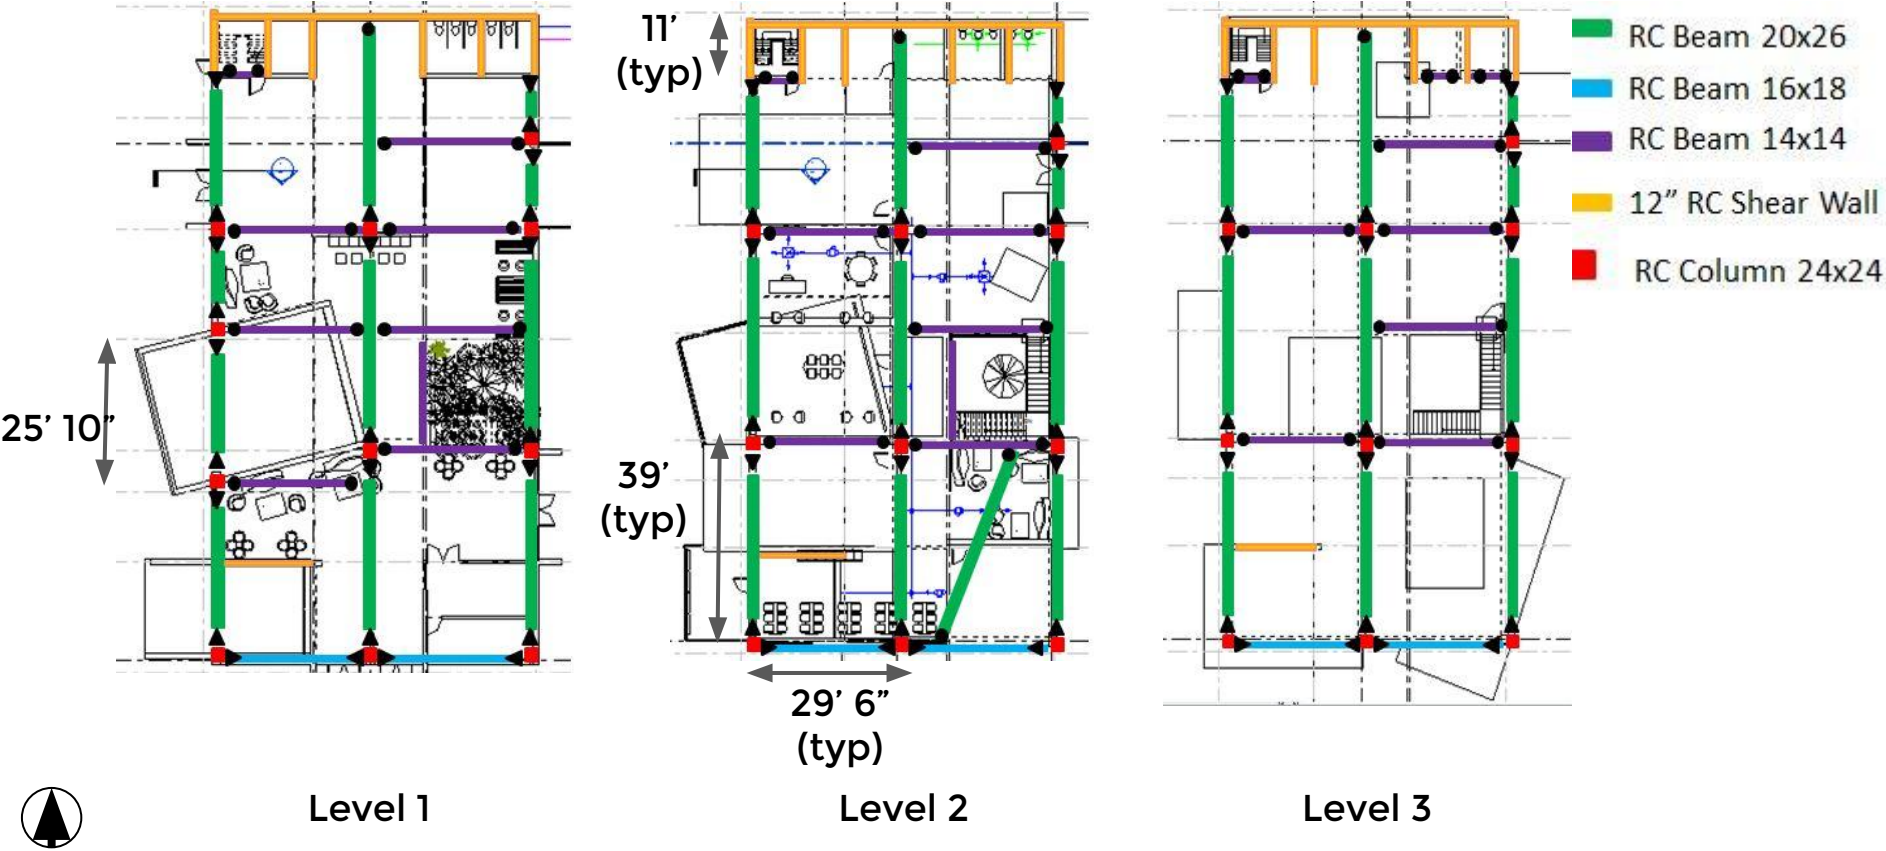 11’
(typ)
RC Beam 20x26
RC Beam 16x18
RC Beam 14x14
12” RC Shear Wall
RC Column 24x24
25’ 10”
39’
(typ)
29’ 6”
(typ)
Level 1
Level 2
Level 3